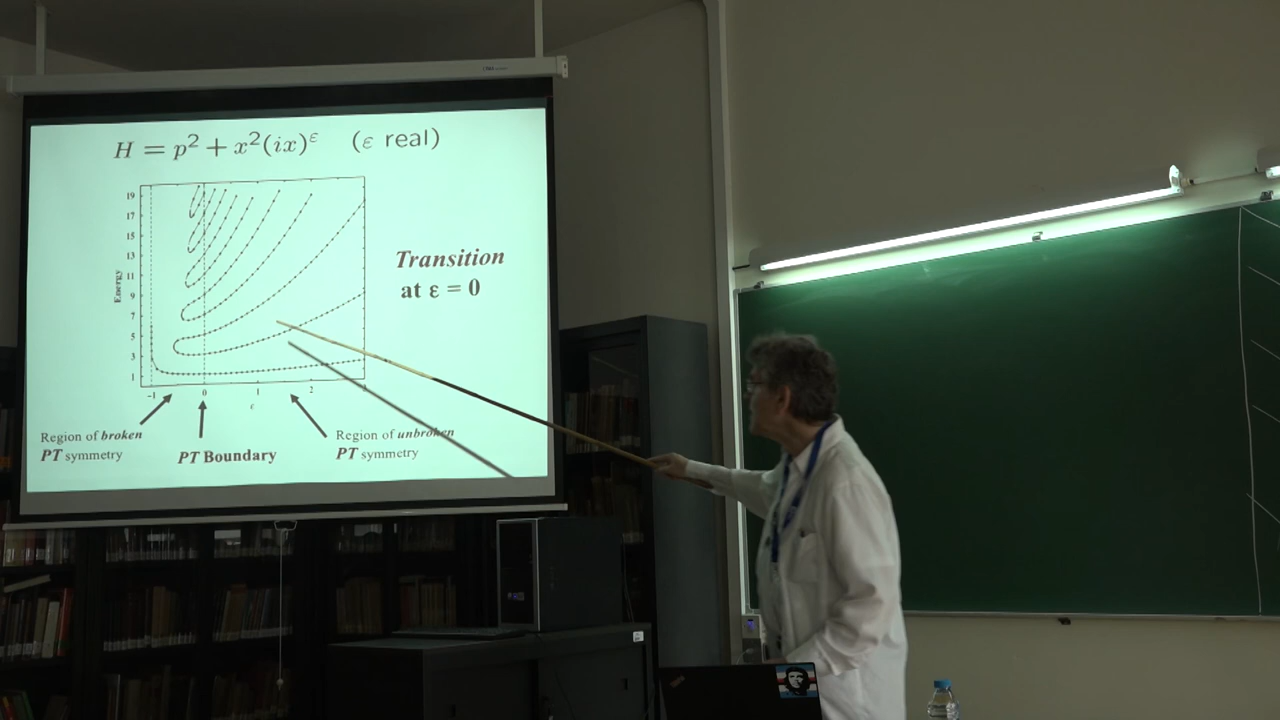 H = p² + x²(ix)^ε (ε real)
19
17
15
13
11
9
7
5
3
1
Energy
−1 0 1 2
ε
Transition
at ε = 0
Region of broken
PT symmetry
PT Boundary
Region of unbroken
PT symmetry